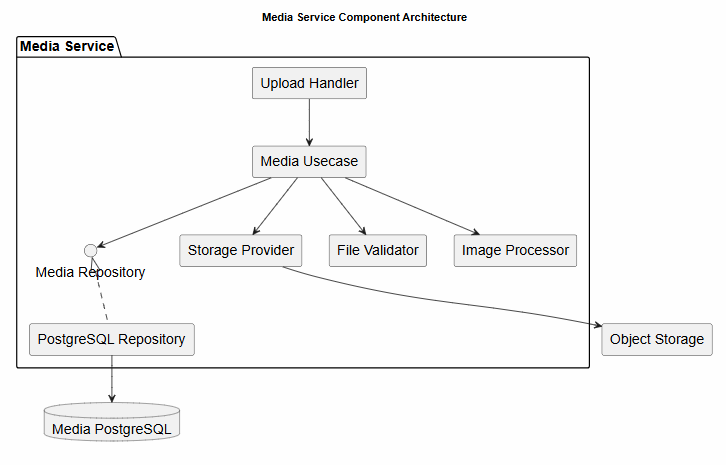 Media Service Component Architecture
Media Service
Upload Handler
Media Usecase
Storage Provider
File Validator
Image Processor
Media Repository
PostgreSQL Repository
Object Storage
Media PostgreSQL